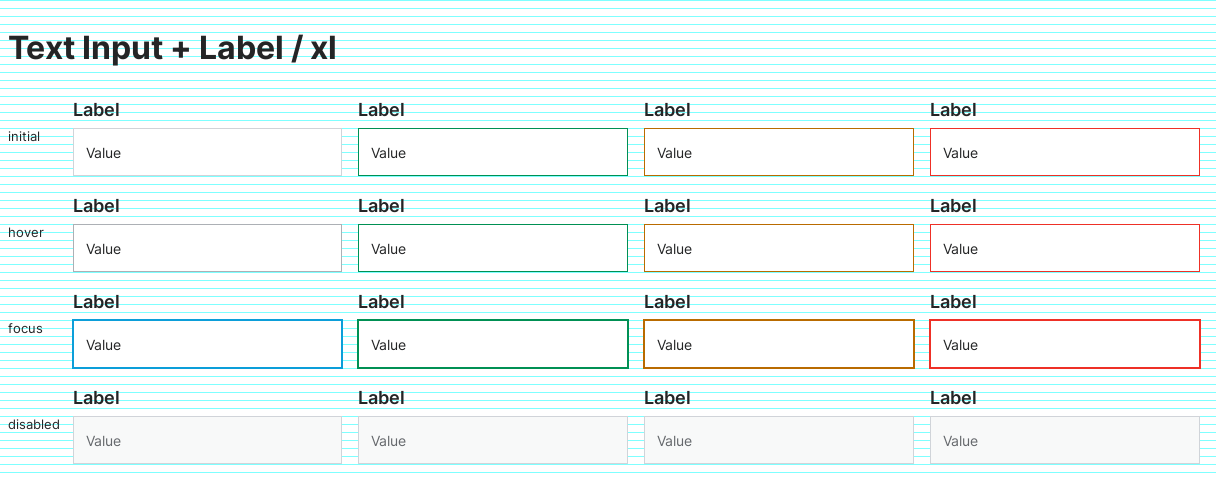 Text Input + Label / xl
Label Label Label Label
initial Value Value Value Value
Label Label Label Label
hover Value Value Value Value
Label Label Label Label
focus Value Value Value Value
Label Label Label Label
disabled Value Value Value Value